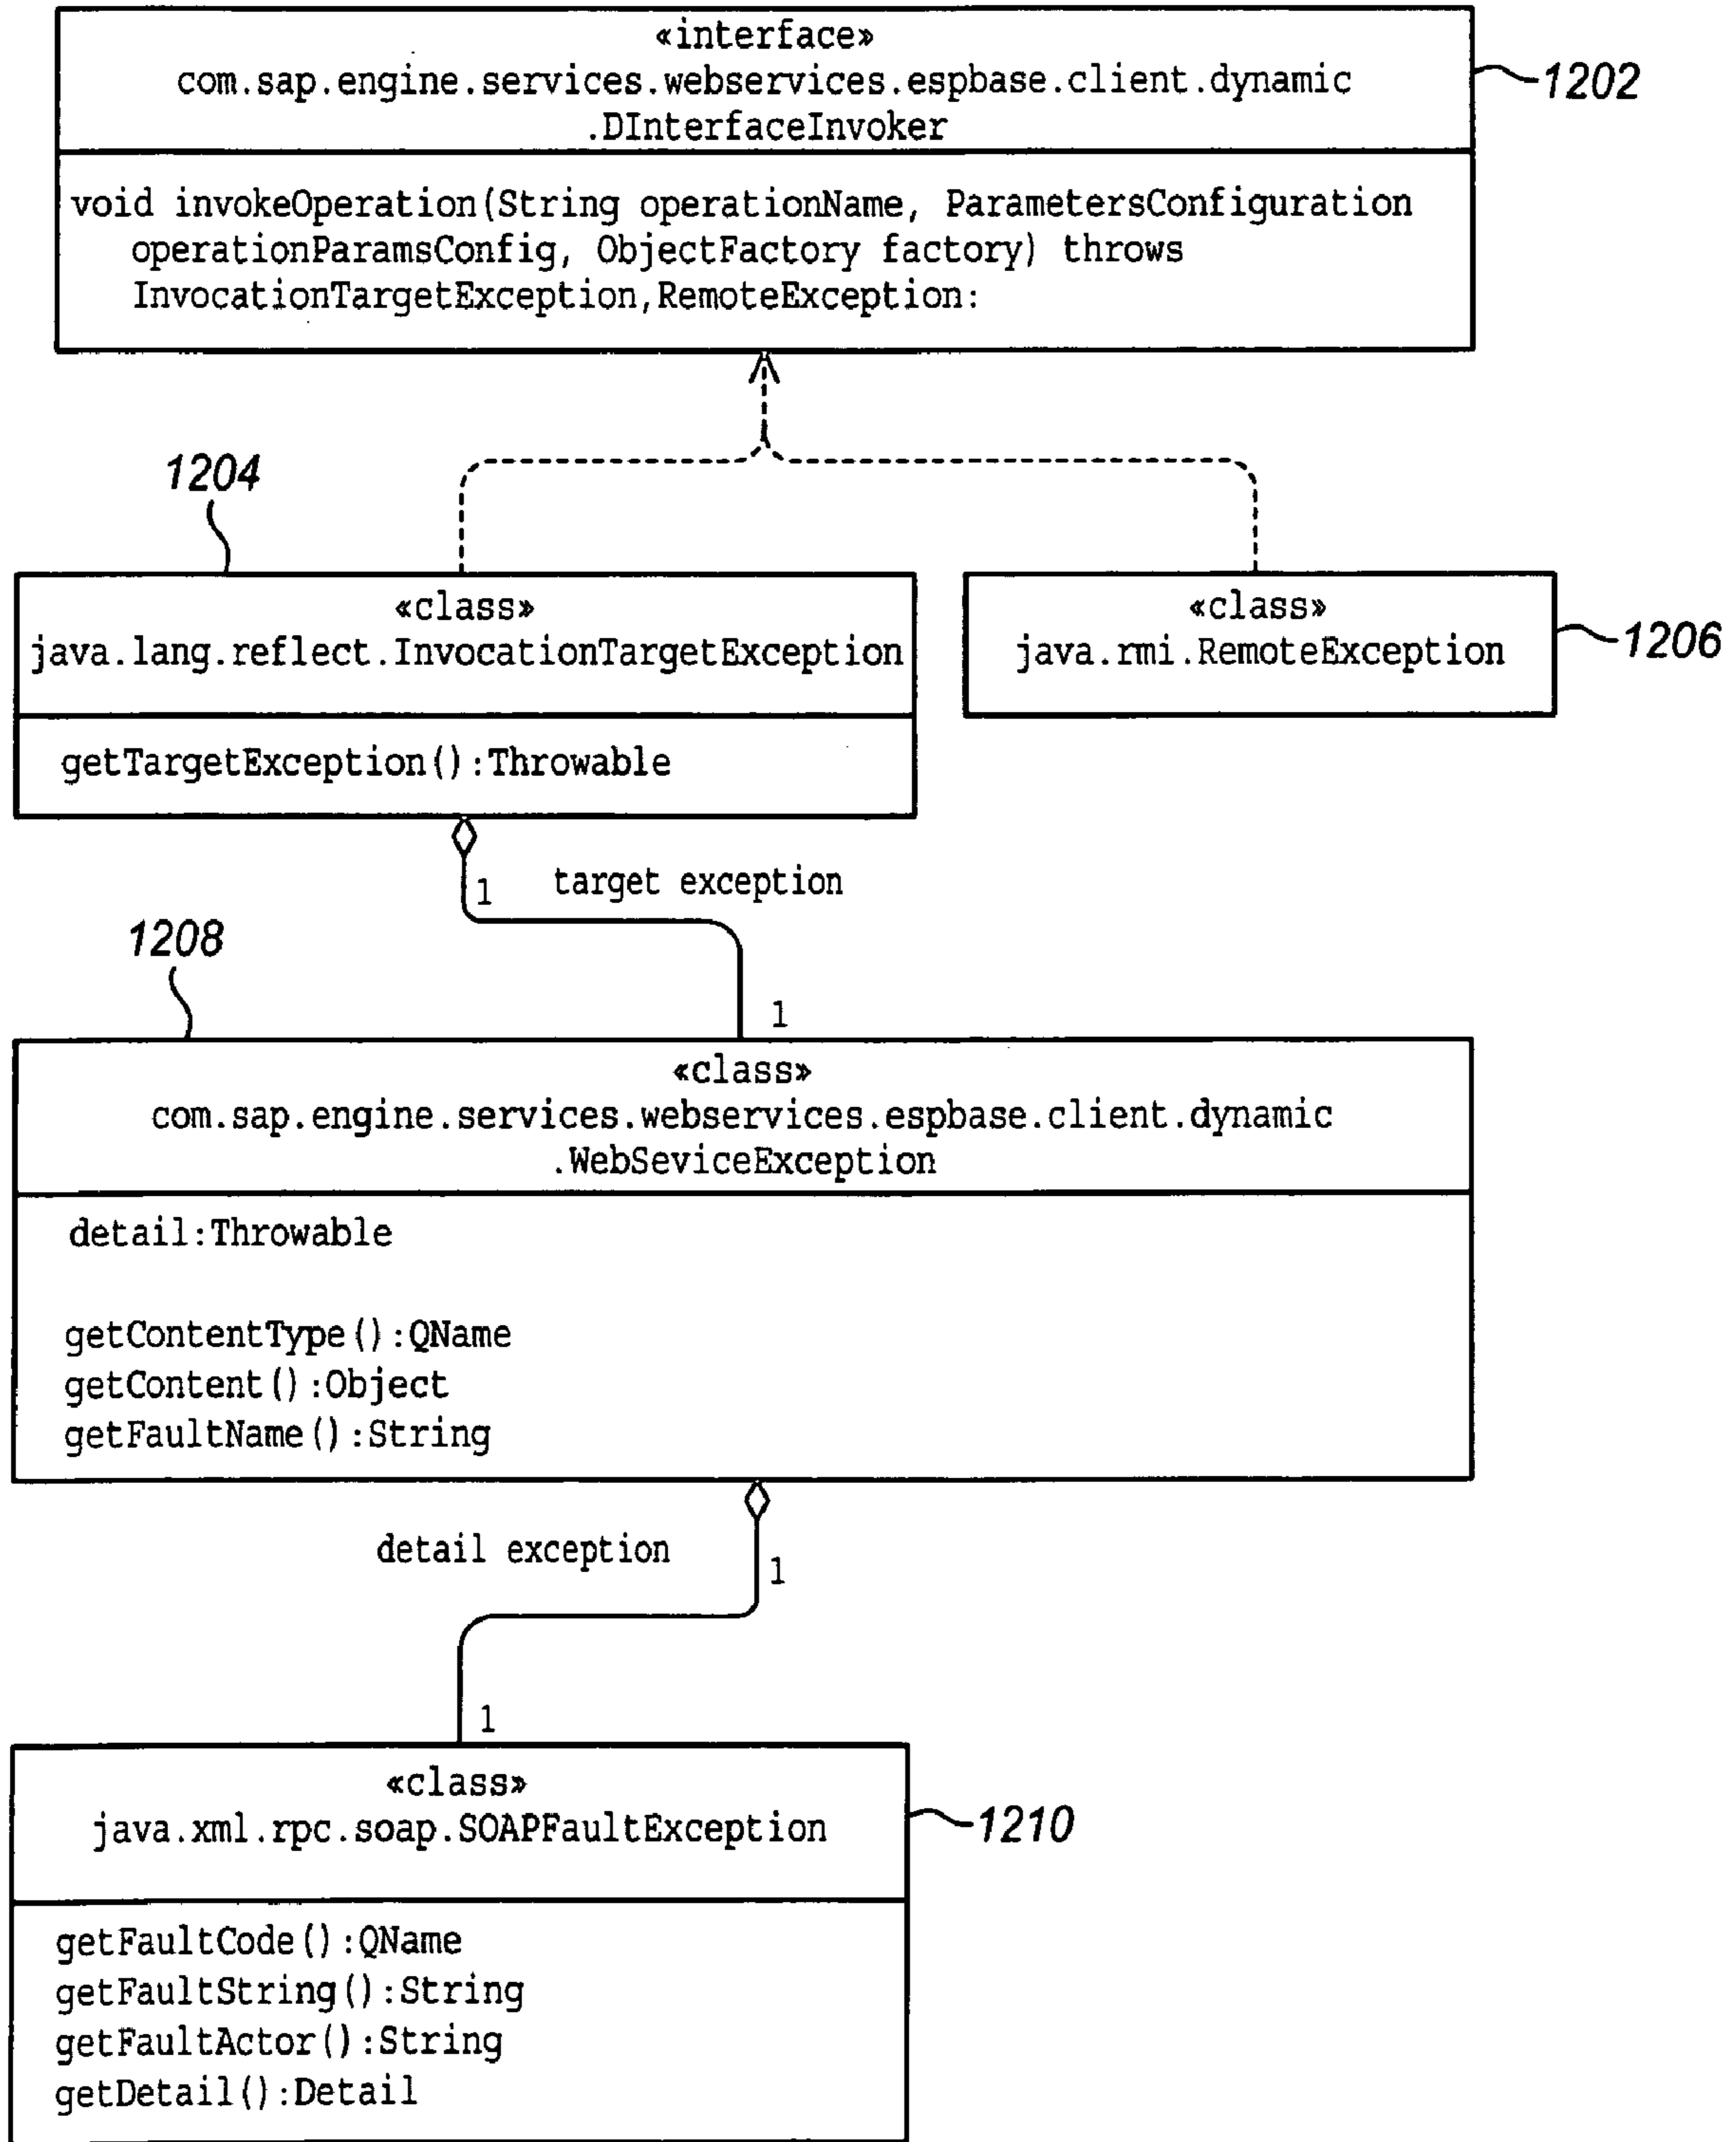 «interface»
com.sap.engine.services.webservices.espbase.client.dynamic
.DInterfaceInvoker
1202
void invokeOperation(String operationName, ParametersConfiguration
operationParamsConfig, ObjectFactory factory) throws
InvocationTargetException,RemoteException:
1204
«class»
java.lang.reflect.InvocationTargetException
getTargetException():Throwable
«class»
java.rmi.RemoteException
1206
1
target exception
1
1208
«class»
com.sap.engine.services.webservices.espbase.client.dynamic
.WebSeviceException
detail:Throwable
getContentType():QName
getContent():Object
getFaultName():String
detail exception
1
1
«class»
java.xml.rpc.soap.SOAPFaultException
1210
getFaultCode():QName
getFaultString():String
getFaultActor():String
getDetail():Detail